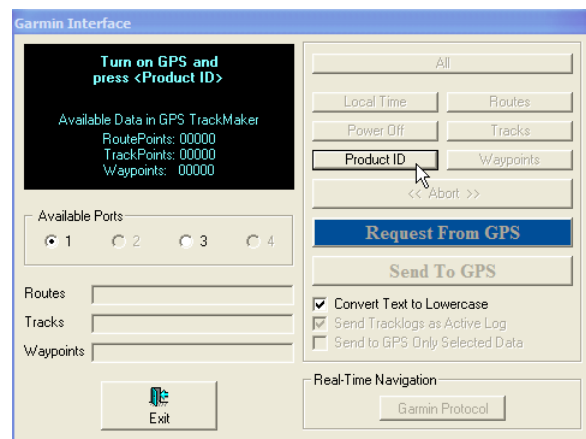 Garmin Interface
Turn on GPS and
press <Product ID>
Available Data in GPS TrackMaker
RoutePoints: 00000
TrackPoints: 00000
Waypoints: 00000
Available Ports
1 2 3 4
Routes
Tracks
Waypoints
Exit
All
Local Time Routes
Power Off Tracks
Product ID Waypoints
<< Abort >>
Request From GPS
Send To GPS
Convert Text to Lowercase
Send Tracklogs as Active Log
Send to GPS Only Selected Data
Real-Time Navigation
Garmin Protocol